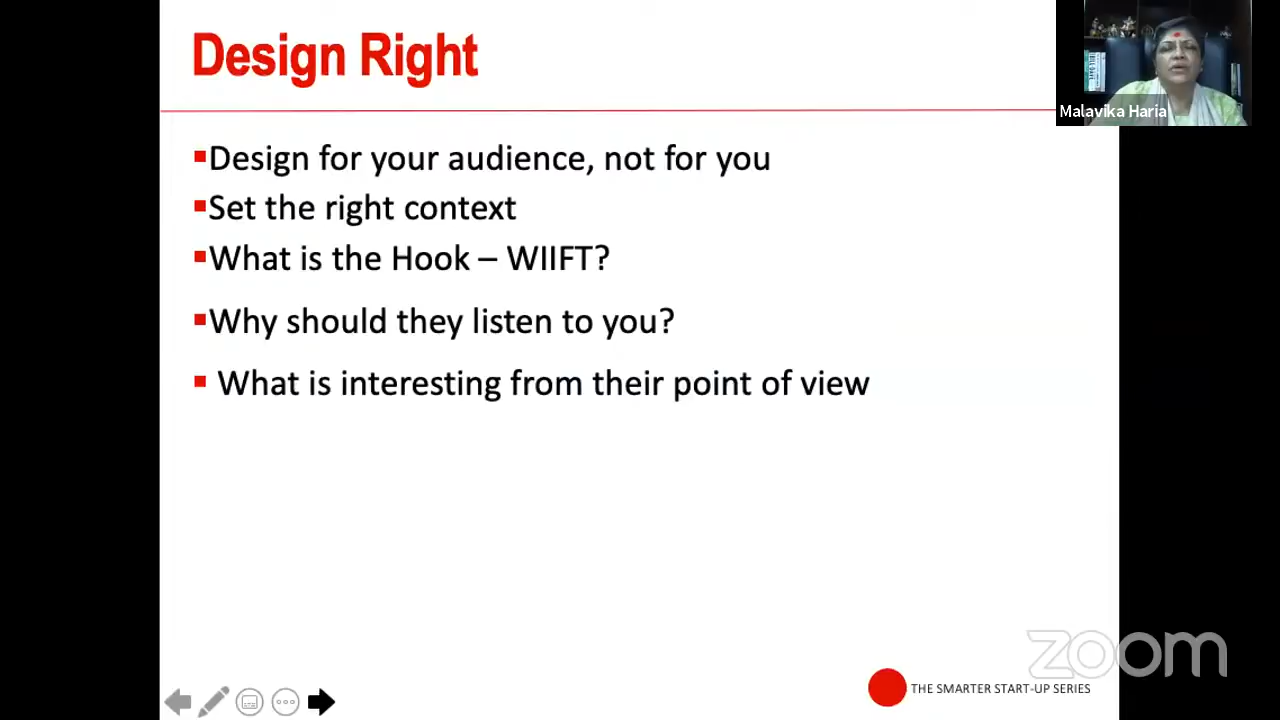 Design Right
Malavika Haria
▪Design for your audience, not for you
▪Set the right context
▪What is the Hook – WIIFT?
▪Why should they listen to you?
▪ What is interesting from their point of view
zoom
THE SMARTER START-UP SERIES